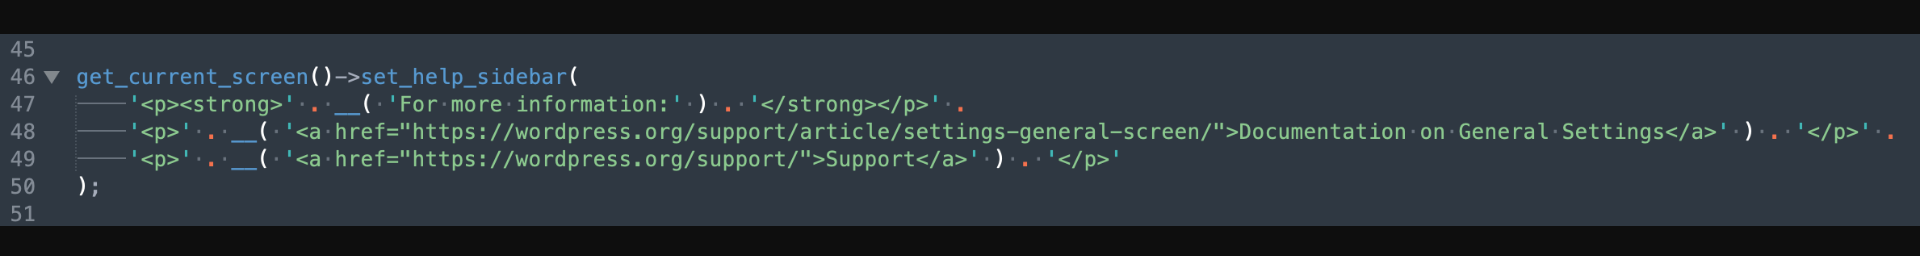 45
46 get_current_screen()->set_help_sidebar(
47 '<p><strong>' . __( 'For more information:' ) . '</strong></p>' .
48 '<p>' . __( '<a href="https://wordpress.org/support/article/settings-general-screen/">Documentation on General Settings</a>' ) . '</p>' .
49 '<p>' . __( '<a href="https://wordpress.org/support/">Support</a>' ) . '</p>'
50 );
51